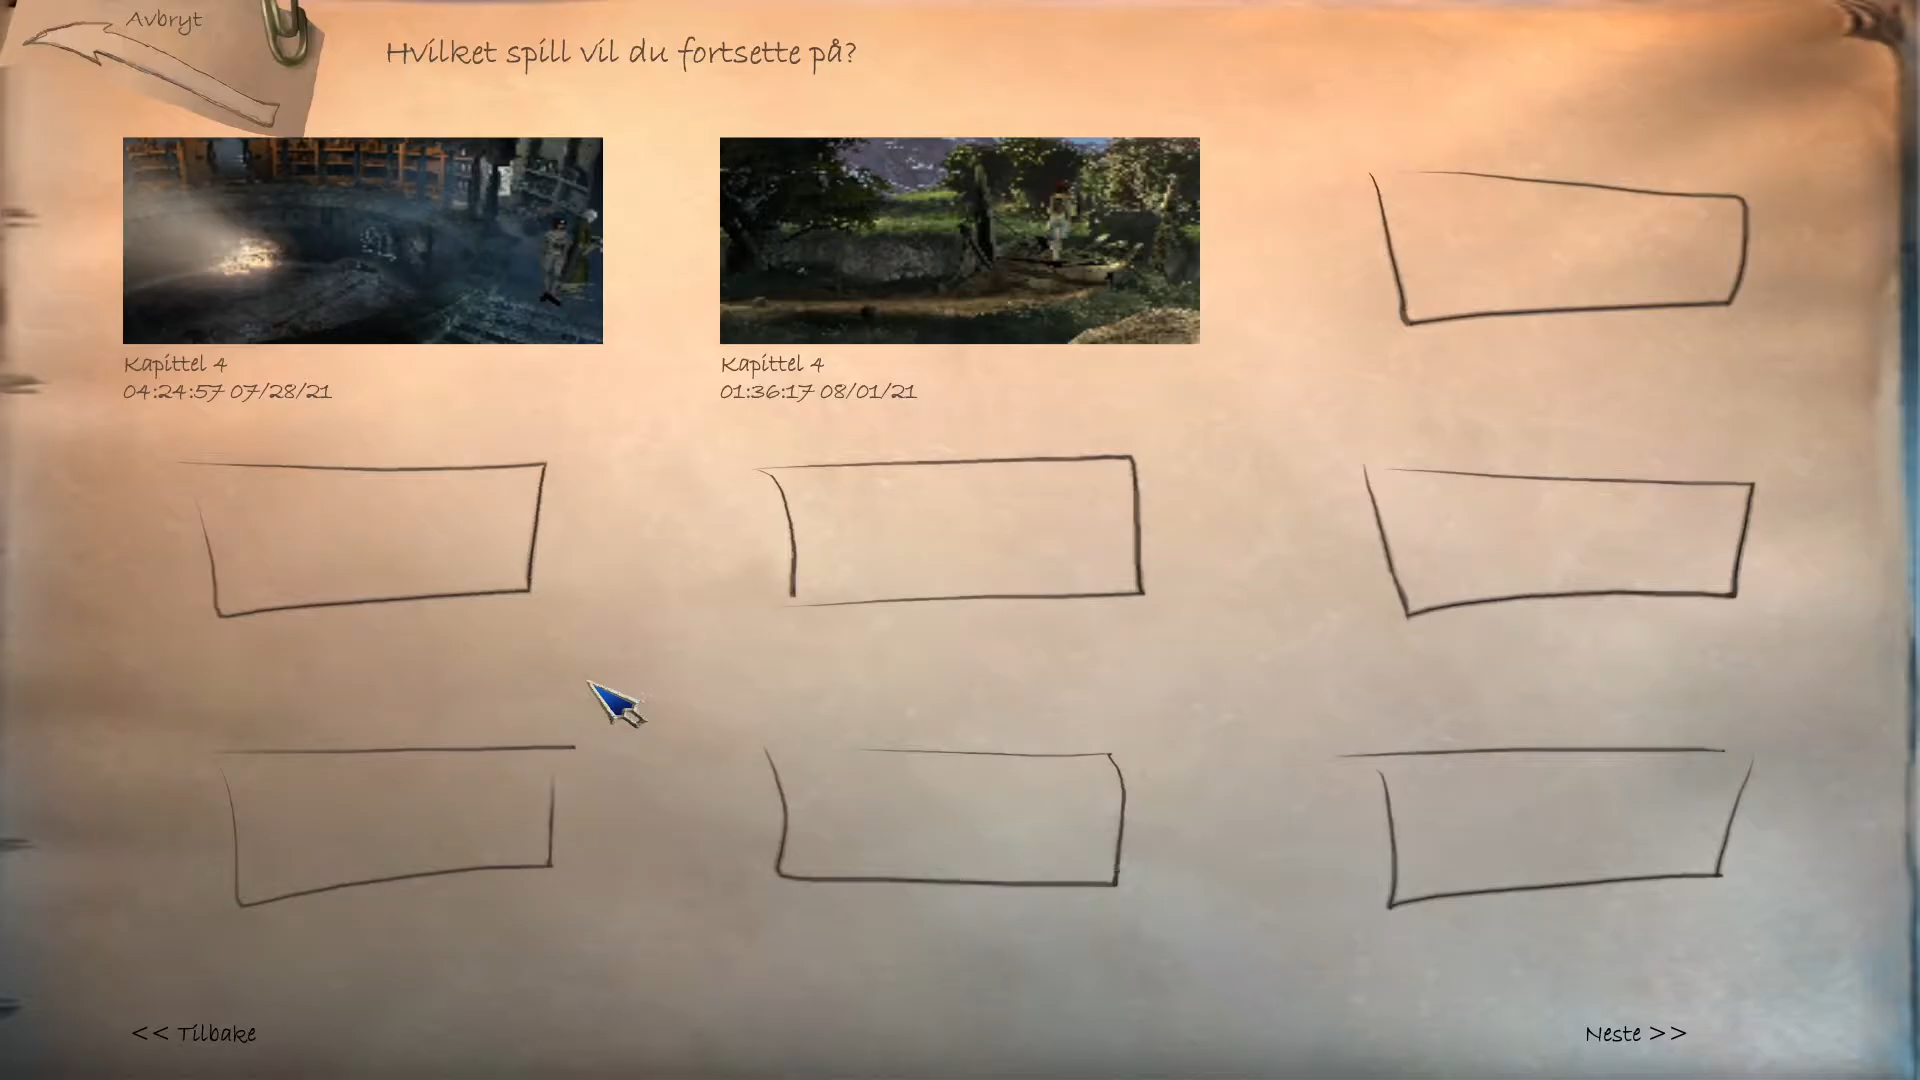 Avbryt
Hvilket spill vil du fortsette på?
Kapittel 4
04:24:57 07/28/21
Kapittel 4
01:36:17 08/01/21
<< Tilbake
Neste >>